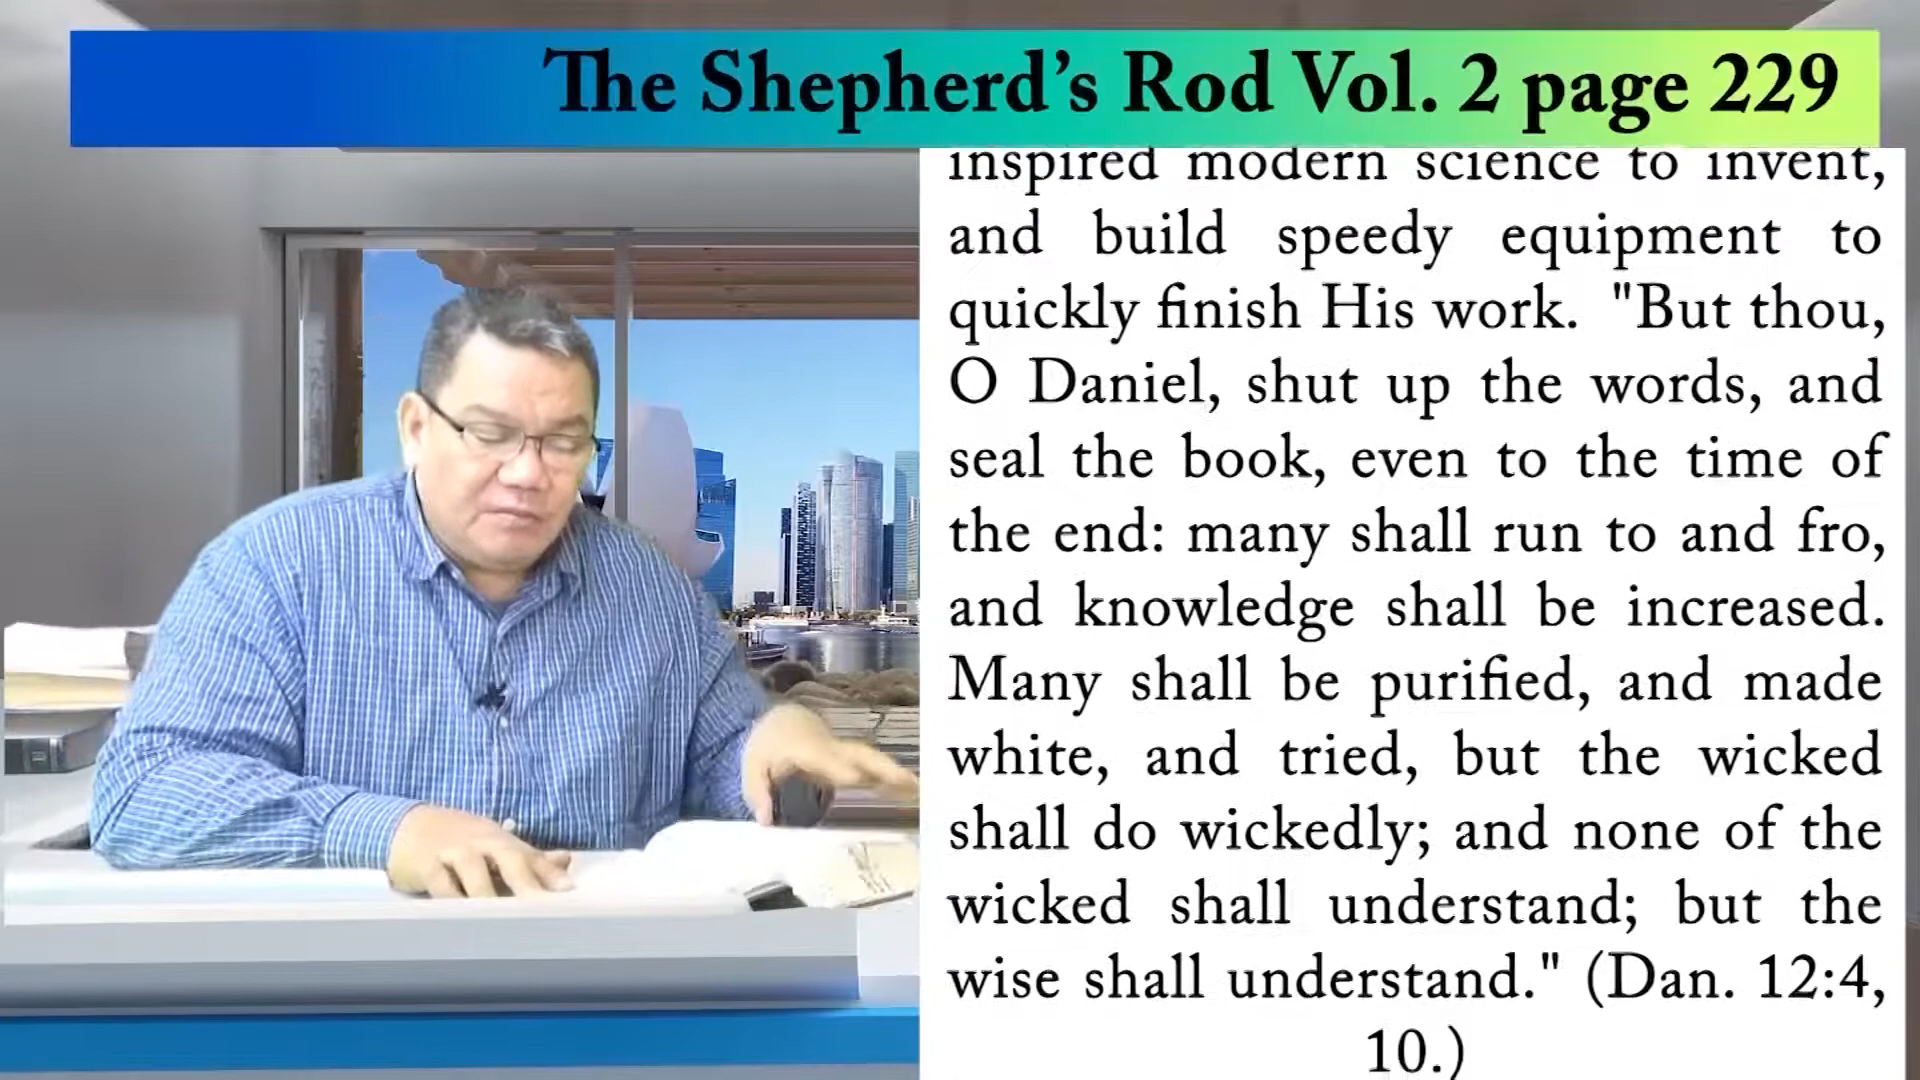 The Shepherd’s Rod Vol. 2 page 229
inspired modern science to invent,
and build speedy equipment to
quickly finish His work. "But thou,
O Daniel, shut up the words, and
seal the book, even to the time of
the end: many shall run to and fro,
and knowledge shall be increased.
Many shall be purified, and made
white, and tried, but the wicked
shall do wickedly; and none of the
wicked shall understand; but the
wise shall understand." (Dan. 12:4,
10.)